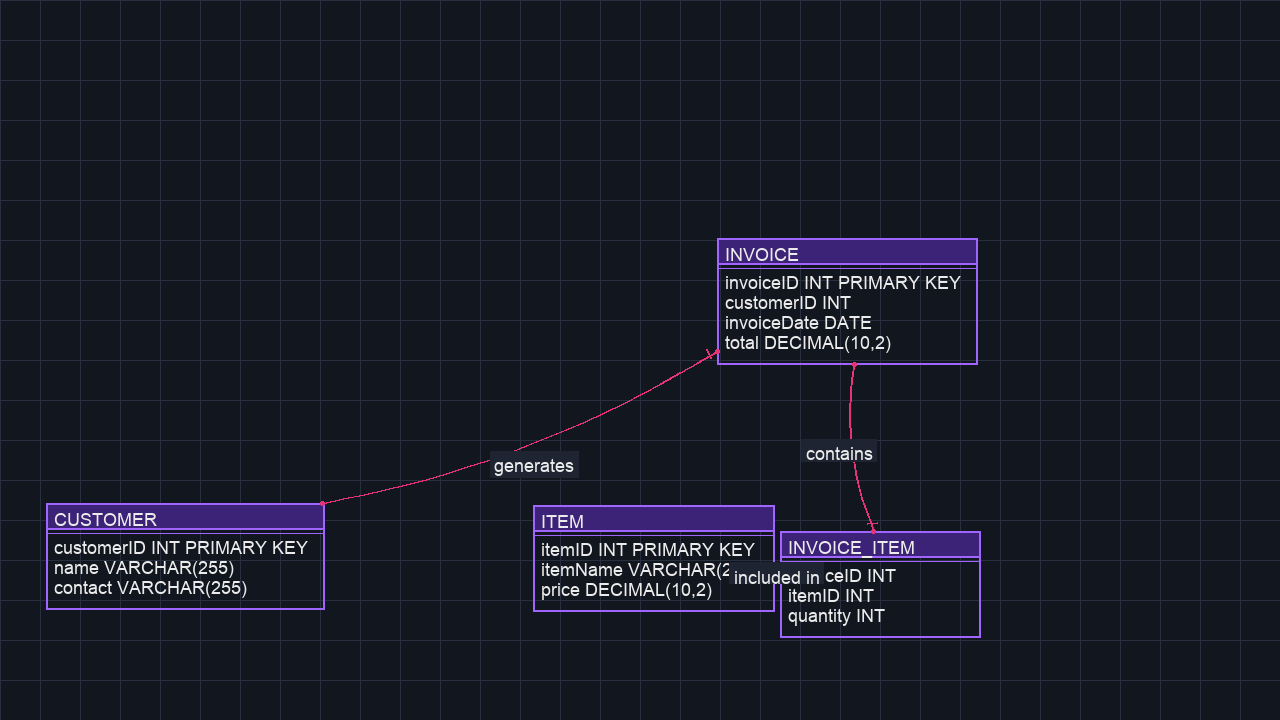 INVOICE
invoiceID INT PRIMARY KEY
customerID INT
invoiceDate DATE
total DECIMAL(10,2)
generates
contains
CUSTOMER
customerID INT PRIMARY KEY
name VARCHAR(255)
contact VARCHAR(255)
ITEM
itemID INT PRIMARY KEY
itemName VARCHAR(2
price DECIMAL(10,2)
included in
INVOICE_ITEM
ceID INT
itemID INT
quantity INT